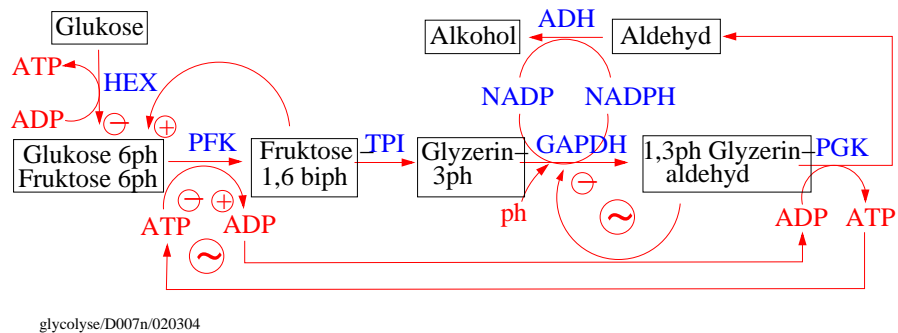 Glukose
ADH
Alkohol
Aldehyd
ATP
HEX
NADP
NADPH
ADP
−
+
PFK
TPI
GAPDH
PGK
Glukose 6ph
Fruktose 6ph
Fruktose
1,6 biph
Glyzerin−
3ph
1,3ph Glyzerin−
aldehyd
−
− +
ph
~
ATP
ADP
ADP
ATP
~
glycolyse/D007n/020304